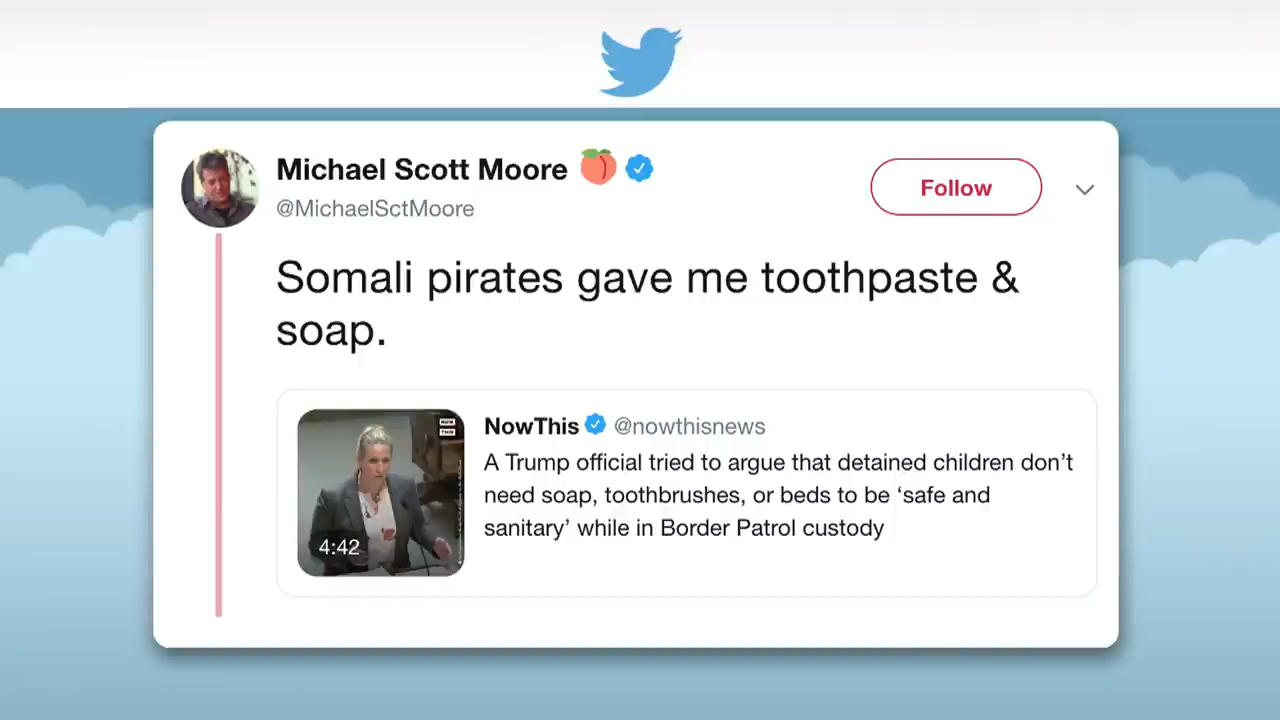 Michael Scott Moore 🍑
@MichaelSctMoore
Follow
Somali pirates gave me toothpaste &
soap.
NOW
THIS
4:42
NowThis @nowthisnews
A Trump official tried to argue that detained children don’t
need soap, toothbrushes, or beds to be ‘safe and
sanitary’ while in Border Patrol custody